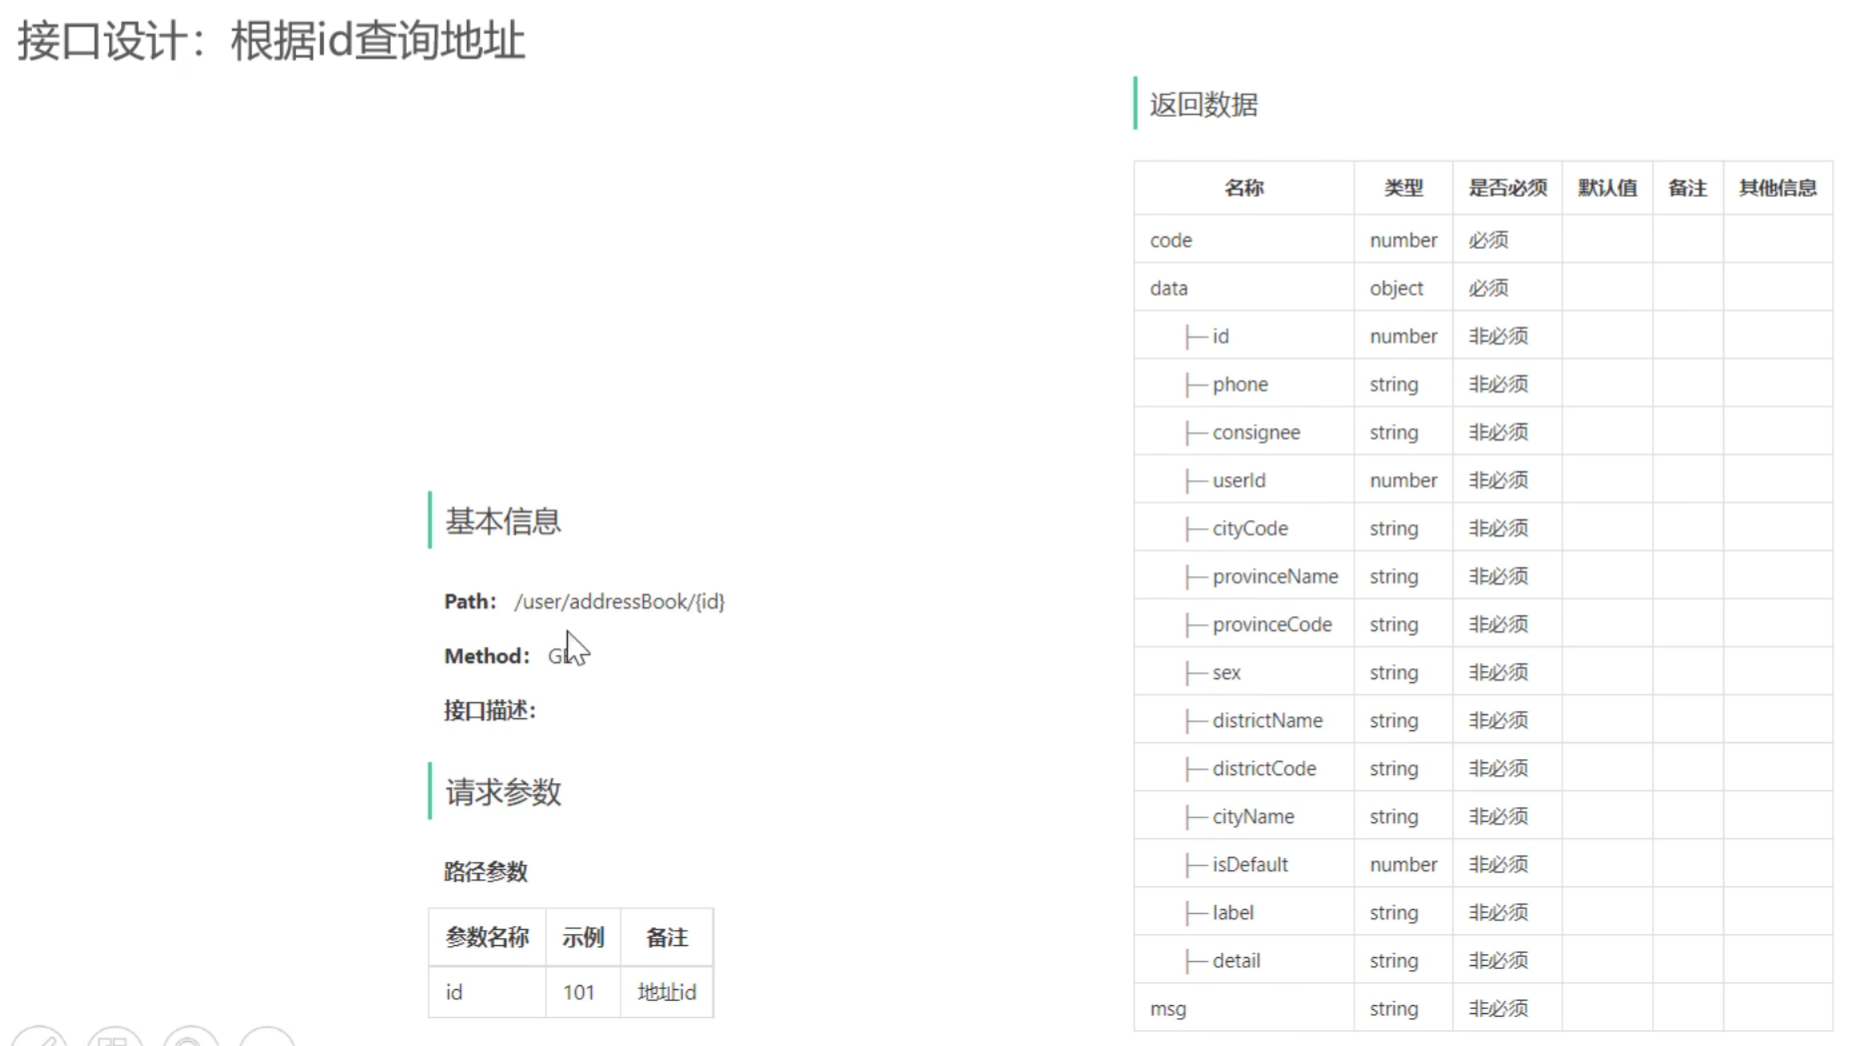 接口设计：根据id查询地址
基本信息
Path： /user/addressBook/{id}
Method：
接口描述：
请求参数
路径参数
参数名称 示例 备注
id 101 地址id
返回数据
名称 类型 是否必须 默认值 备注 其他信息
code number 必须
data object 必须
├─ id number 非必须
├─ phone string 非必须
├─ consignee string 非必须
├─ userId number 非必须
├─ cityCode string 非必须
├─ provinceName string 非必须
├─ provinceCode string 非必须
├─ sex string 非必须
├─ districtName string 非必须
├─ districtCode string 非必须
├─ cityName string 非必须
├─ isDefault number 非必须
├─ label string 非必须
├─ detail string 非必须
msg string 非必须